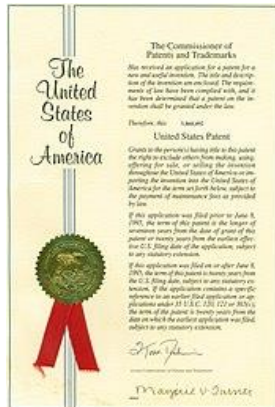 The
United
States
of
America
The Commissioner of
Patents and Trademarks
Has received an application for a patent for a
new and useful invention. The title and descrip-
tion of the invention are enclosed. The require-
ments of law have been complied with, and it
has been determined that a patent on the in-
vention shall be granted under the law.
Therefore, this
United States Patent
Grants to the person(s) having title to this patent
the right to exclude others from making, using,
offering for sale, or selling the invention
throughout the United States of America or im-
porting the invention into the United States of
America for the term set forth below, subject to
the payment of maintenance fees as provided
by law.
If this application was filed prior to June 8,
1995, the term of this patent is the longer of
seventeen years from the date of grant of this
patent or twenty years from the earliest effec-
tive U.S. filing date of the application, subject
to any statutory extension.
If this application was filed on or after June 8,
1995, the term of this patent is twenty years from
the U.S. filing date, subject to any statutory ex-
tension. If the application contains a specific
reference to an earlier filed application or ap-
plications under 35 U.S.C. 120, 121 or 365(c),
the term of the patent is twenty years from the
date on which the earliest application was filed,
subject to any statutory extension.
Marjorie V. Turner